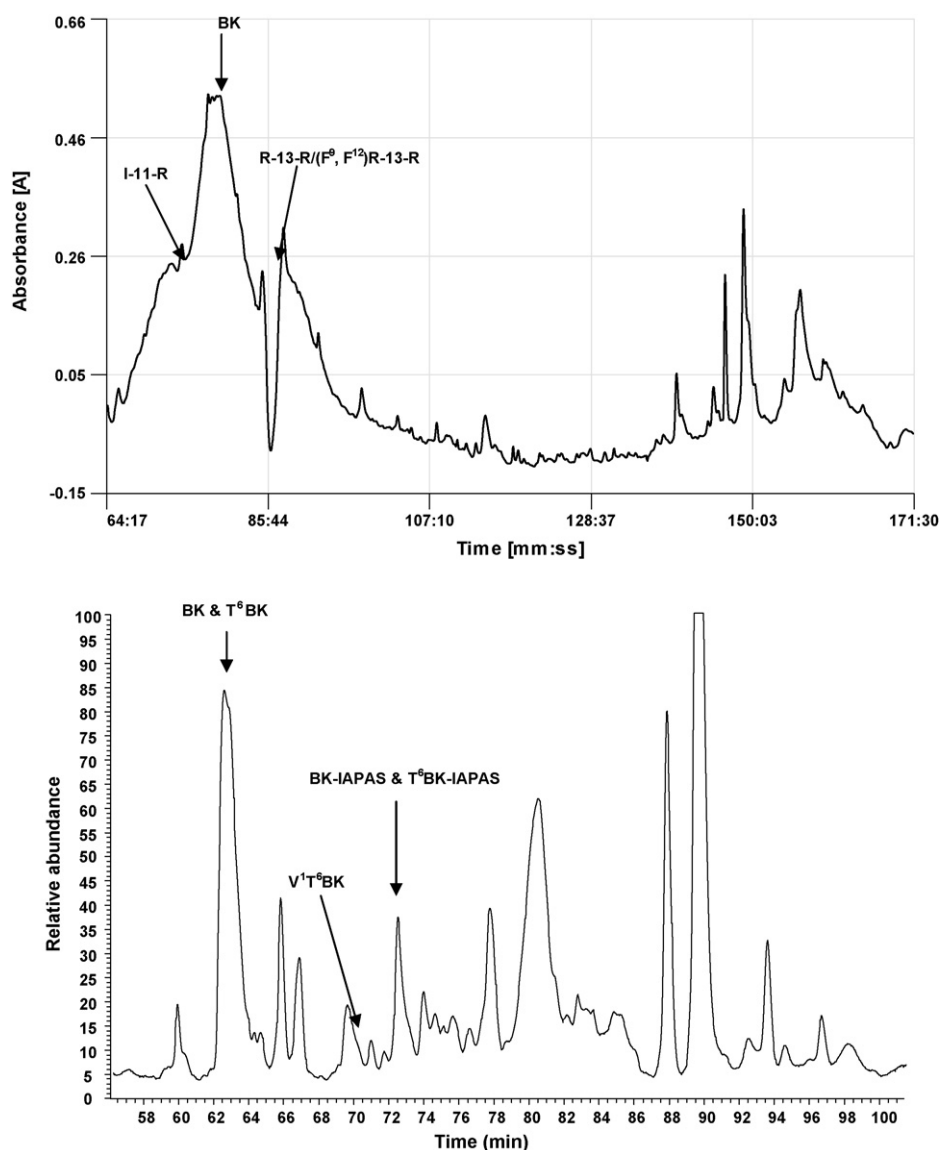 0.66
BK
0.46
I-11-R
R-13-R/(F⁹, F¹²)R-13-R
Absorbance [A]
0.26
0.05
-0.15
64:17 85:44 107:10 128:37 150:03 171:30
Time [mm:ss]
BK & T⁶BK
100
95
90
85
80
75
70
BK-IAPAS & T⁶BK-IAPAS
65
60
55
50
V¹T⁶BK
45
40
Relative abundance
35
30
25
20
15
10
5
0
58 60 62 64 66 68 70 72 74 76 78 80 82 84 86 88 90 92 94 96 98 100
Time (min)